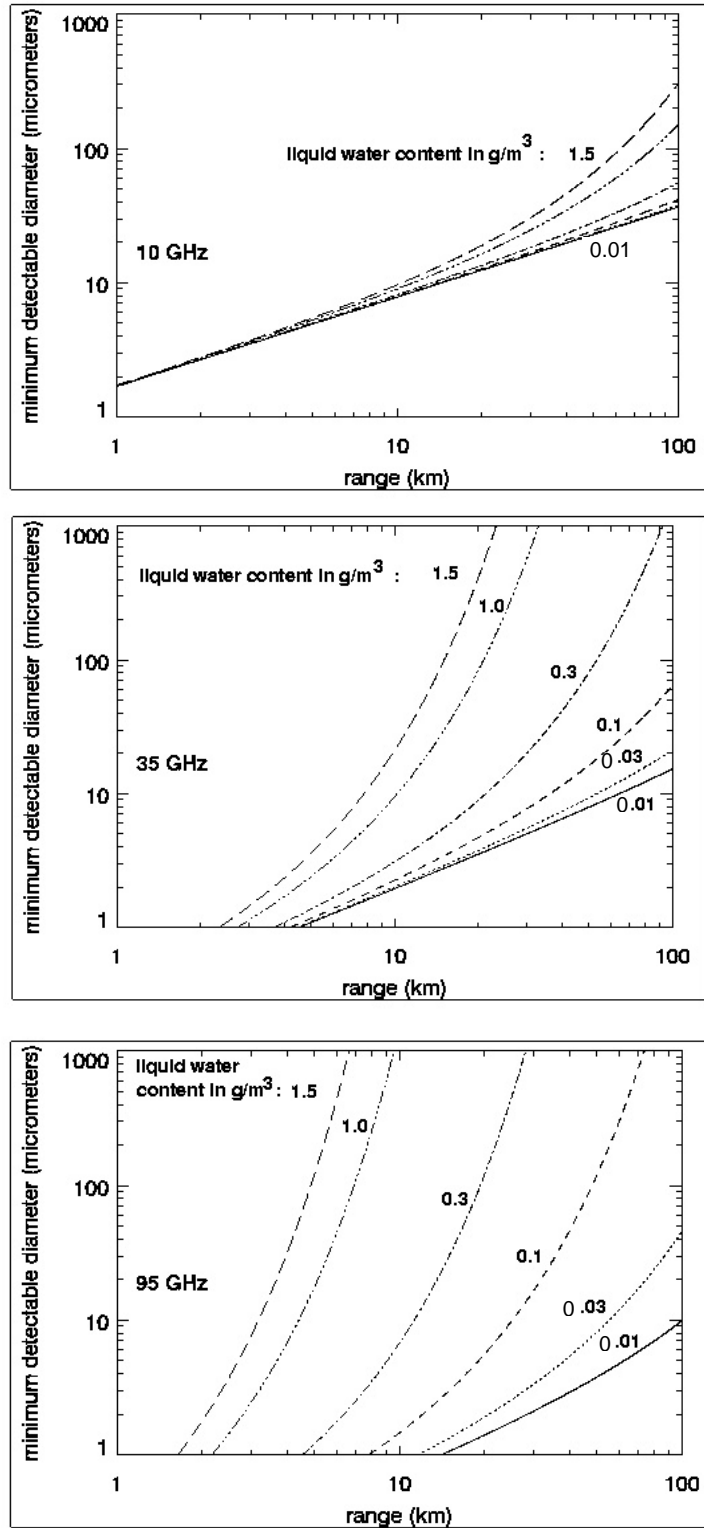 minimum detectable diameter (micrometers)
1000
100
10
1
liquid water content in g/m³ : 1.5
0.01
10 GHz
1 10 100
range (km)
minimum detectable diameter (micrometers)
1000
100
10
1
liquid water content in g/m³ : 1.5
1.0
0.3
0.1
0 .03
0 .01
35 GHz
1 10 100
range (km)
minimum detectable diameter (micrometers)
1000
100
10
1
liquid water
content in g/m³ : 1.5
1.0
0.3
0.1
0 .03
0 .01
95 GHz
1 10 100
range (km)